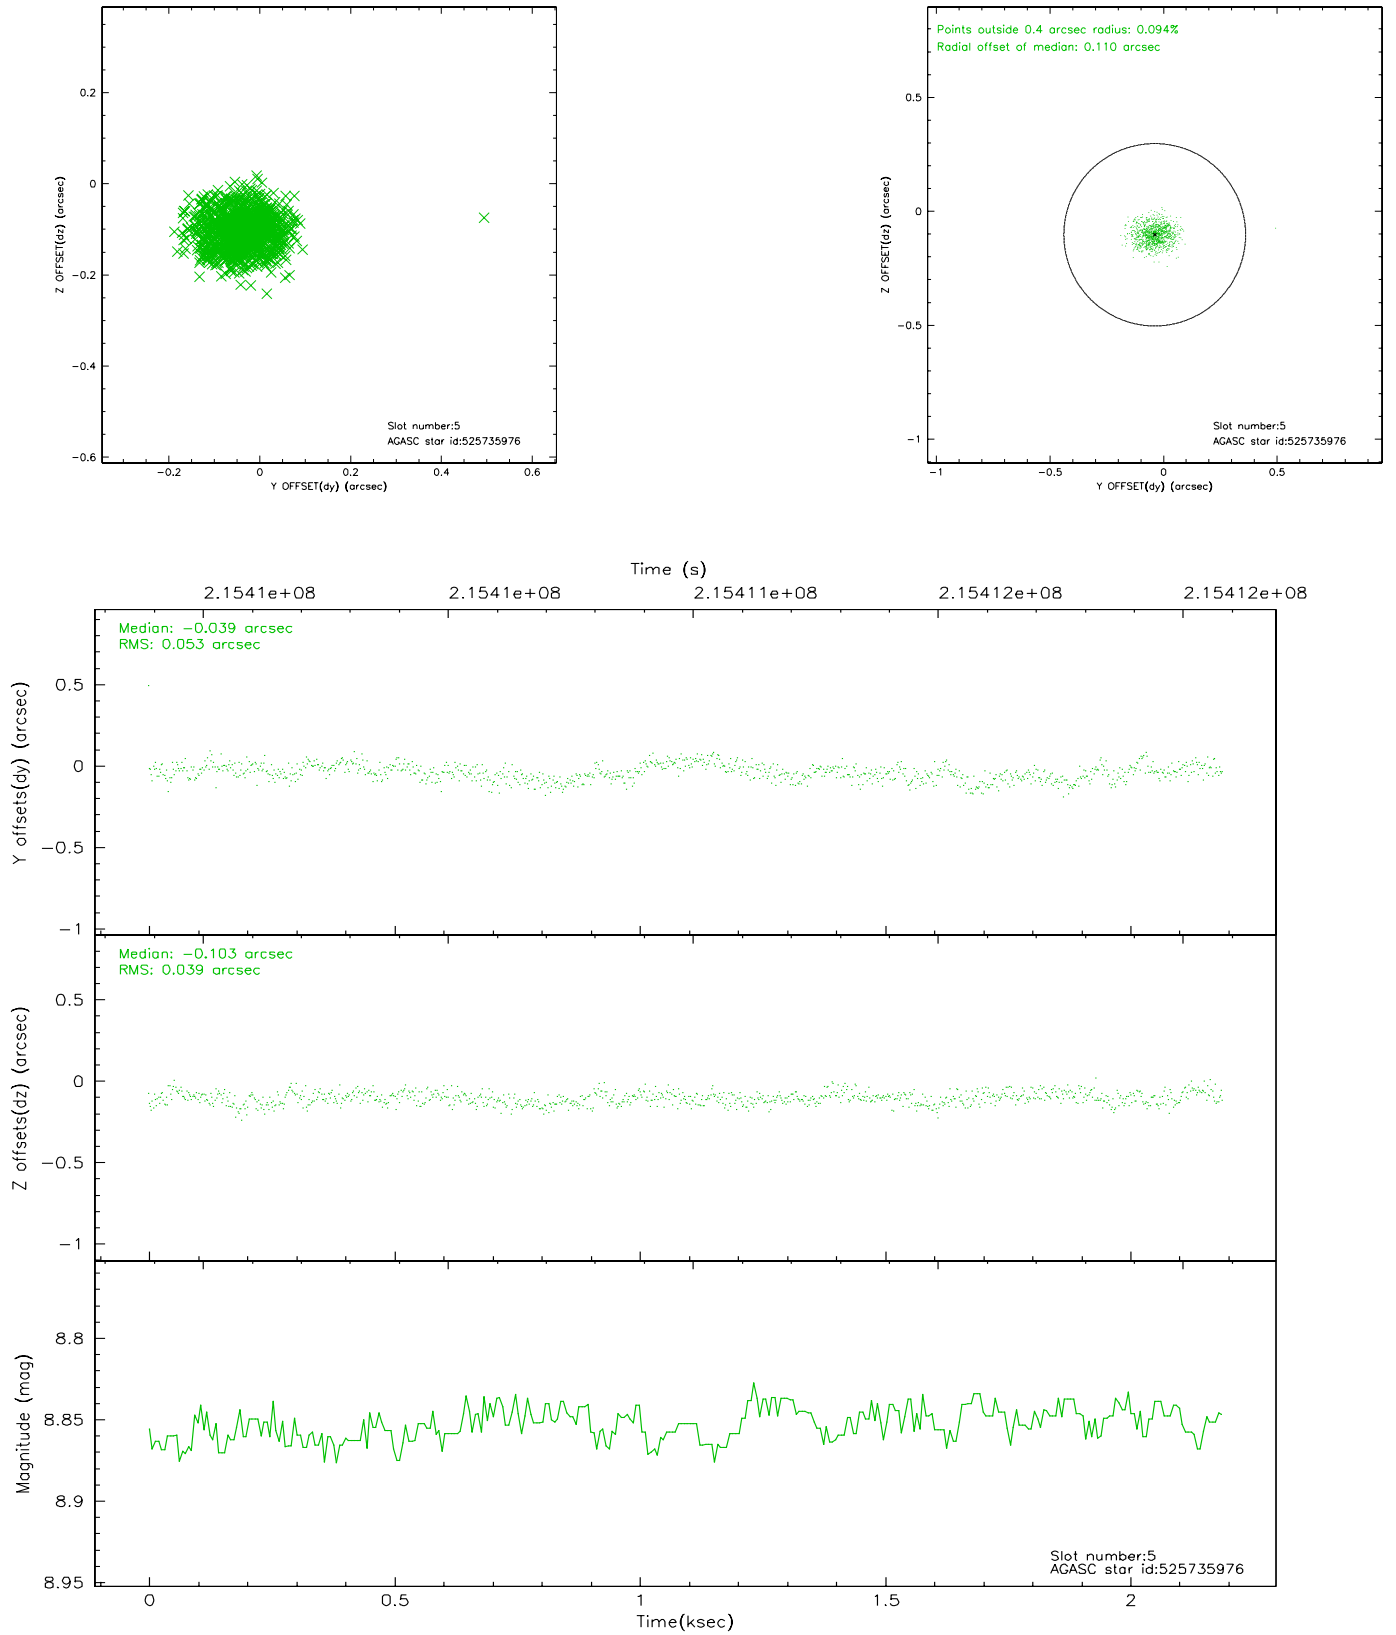 0.2
0
−0.2
−0.4
−0.6
Z OFFSET(dz) (arcsec)
Slot number:5
AGASC star id:525735976
−0.2 0 0.2 0.4 0.6
Y OFFSET(dy) (arcsec)
Points outside 0.4 arcsec radius: 0.094%
Radial offset of median: 0.110 arcsec
0.5
0
−0.5
−1
Z OFFSET(dz) (arcsec)
Slot number:5
AGASC star id:525735976
−1 −0.5 0 0.5
Y OFFSET(dy) (arcsec)
Time (s)
2.1541e+08 2.1541e+08 2.15411e+08 2.15412e+08 2.15412e+08
Median: −0.039 arcsec
RMS: 0.053 arcsec
0.5
0
−0.5
−1
Y offsets(dy) (arcsec)
Median: −0.103 arcsec
RMS: 0.039 arcsec
0.5
0
−0.5
−1
Z offsets(dz) (arcsec)
8.8
8.85
8.9
8.95
Magnitude (mag)
Slot number:5
AGASC star id:525735976
0 0.5 1 1.5 2
Time(ksec)